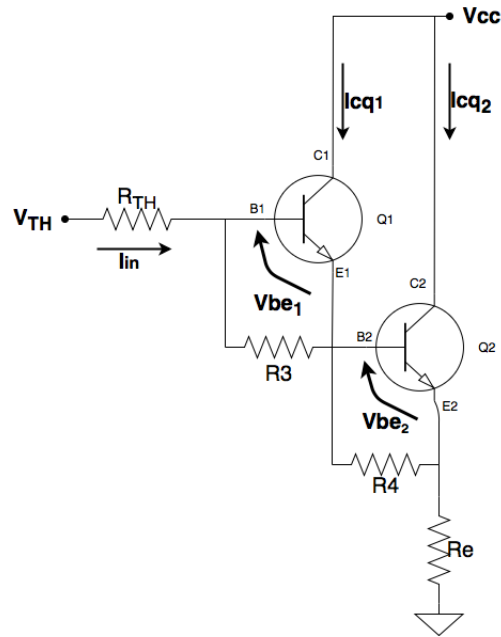 Vcc
Icq1
Icq2
C1
RTH
VTH
B1
Q1
Iin
E1
Vbe1
C2
B2
Q2
R3
Vbe2
E2
R4
Re